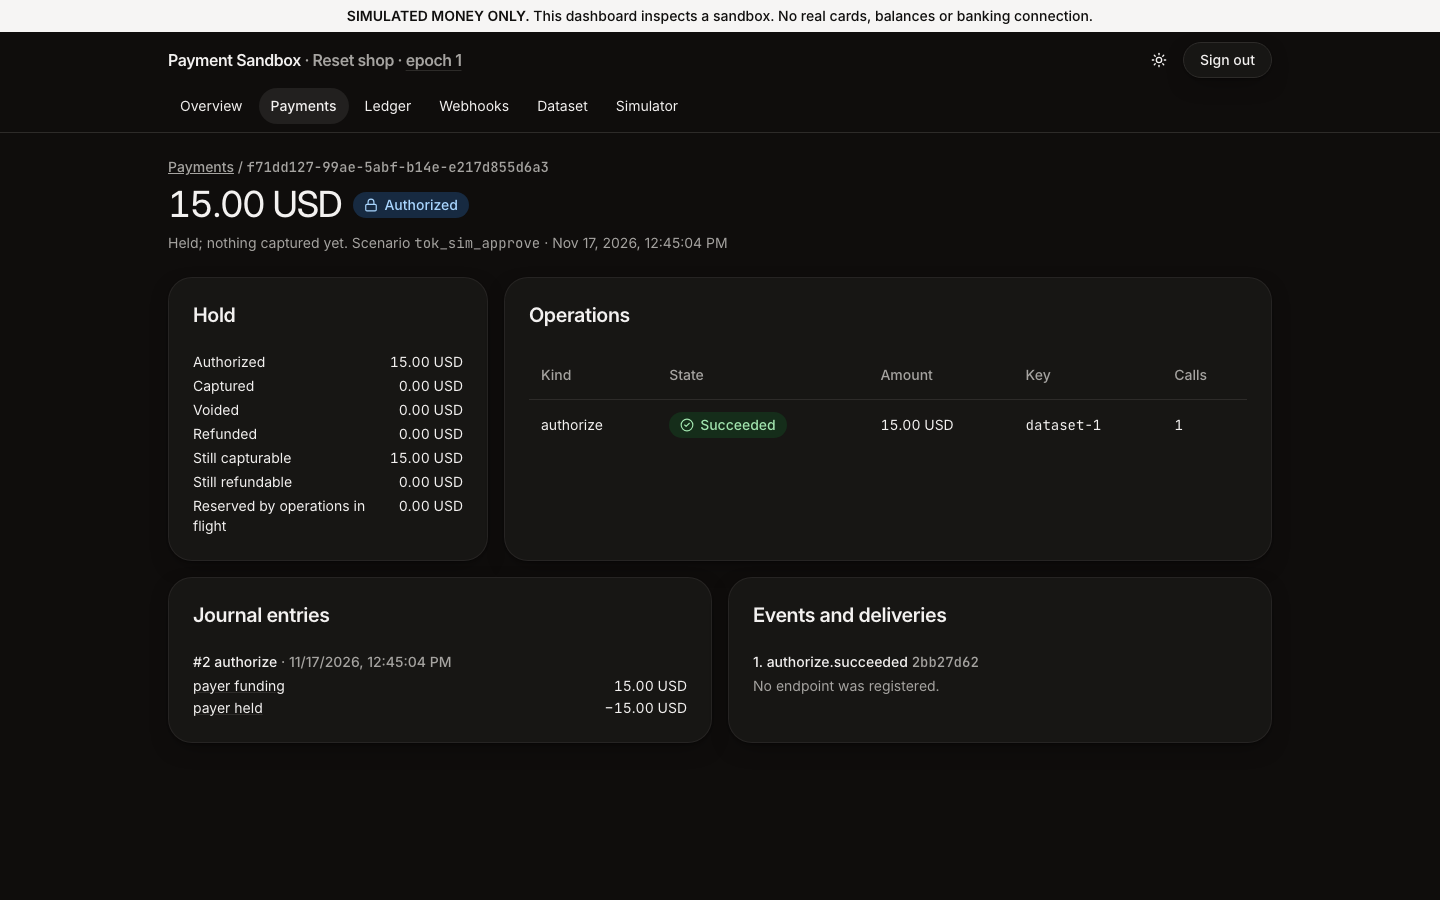 SIMULATED MONEY ONLY. This dashboard inspects a sandbox. No real cards, balances or banking connection.
Payment Sandbox · Reset shop · epoch 1
Sign out
Overview Payments Ledger Webhooks Dataset Simulator
Payments / f71dd127-99ae-5abf-b14e-e217d855d6a3
15.00 USD Authorized
Held; nothing captured yet. Scenario tok_sim_approve · Nov 17, 2026, 12:45:04 PM
Hold
Authorized 15.00 USD
Captured 0.00 USD
Voided 0.00 USD
Refunded 0.00 USD
Still capturable 15.00 USD
Still refundable 0.00 USD
Reserved by operations in 0.00 USD
flight
Operations
Kind State Amount Key Calls
authorize Succeeded 15.00 USD dataset-1 1
Journal entries
#2 authorize · 11/17/2026, 12:45:04 PM
payer funding 15.00 USD
payer held −15.00 USD
Events and deliveries
1. authorize.succeeded 2bb27d62
No endpoint was registered.